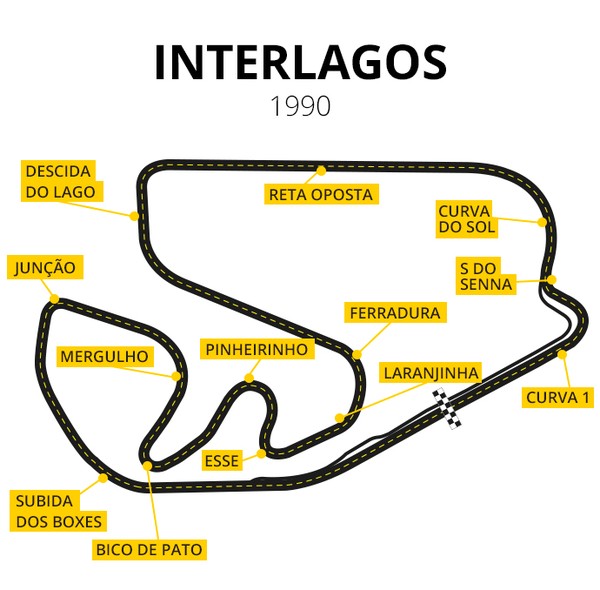 INTERLAGOS
1990
DESCIDA
DO LAGO
RETA OPOSTA
CURVA
DO SOL
JUNÇÃO
S DO
SENNA
FERRADURA
MERGULHO
PINHEIRINHO
LARANJINHA
CURVA 1
ESSE
SUBIDA
DOS BOXES
BICO DE PATO